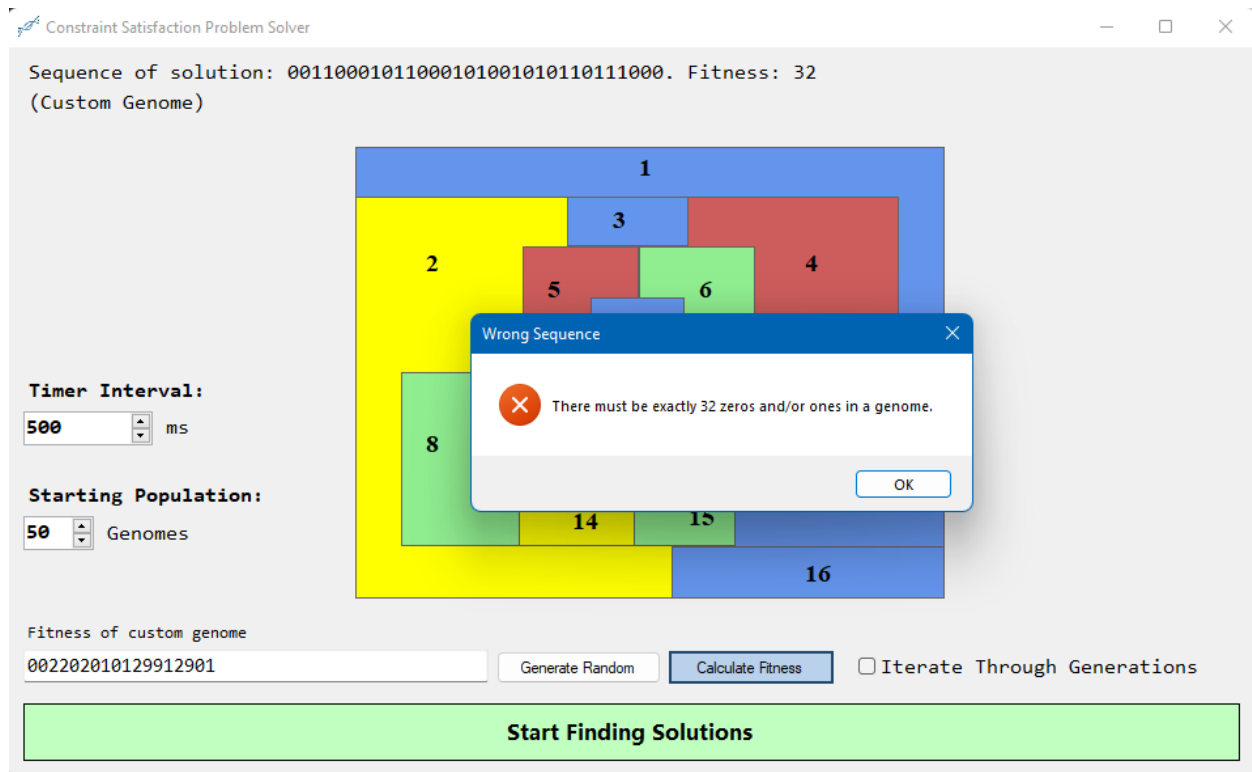 Constraint Satisfaction Problem Solver
Sequence of solution: 00110001011000101001010110111000. Fitness: 32
(Custom Genome)
1
3
2
4
5
6
Wrong Sequence
There must be exactly 32 zeros and/or ones in a genome.
OK
Timer Interval:
500 ms
8
Starting Population:
50 Genomes
14
15
16
Fitness of custom genome
002202010129912901
Generate Random
Calculate Fitness
Iterate Through Generations
Start Finding Solutions